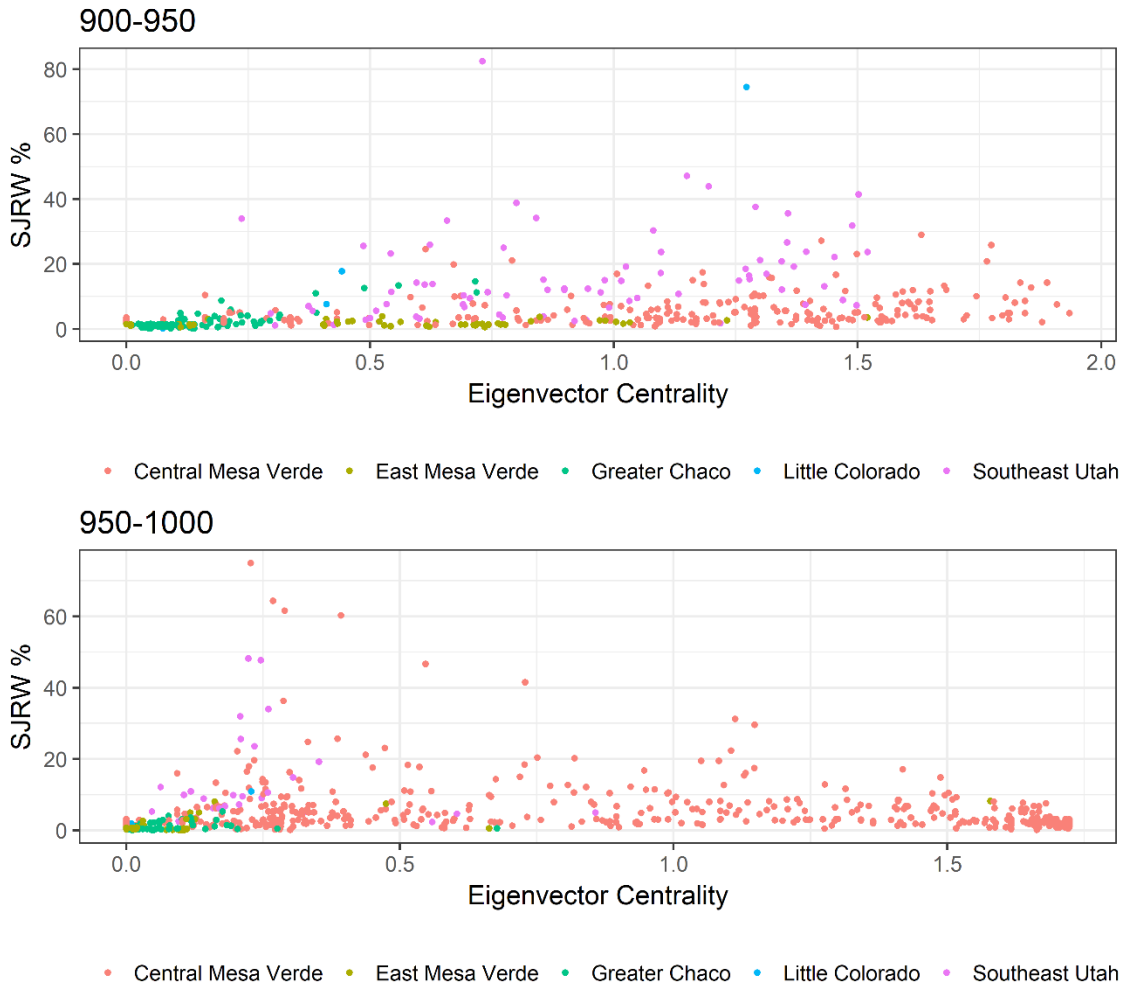 900-950
80
60
40
20
0
SJRW %
0.0 0.5 1.0 1.5 2.0
Eigenvector Centrality
Central Mesa Verde East Mesa Verde Greater Chaco Little Colorado Southeast Utah
950-1000
60
40
20
0
SJRW %
0.0 0.5 1.0 1.5
Eigenvector Centrality
Central Mesa Verde East Mesa Verde Greater Chaco Little Colorado Southeast Utah